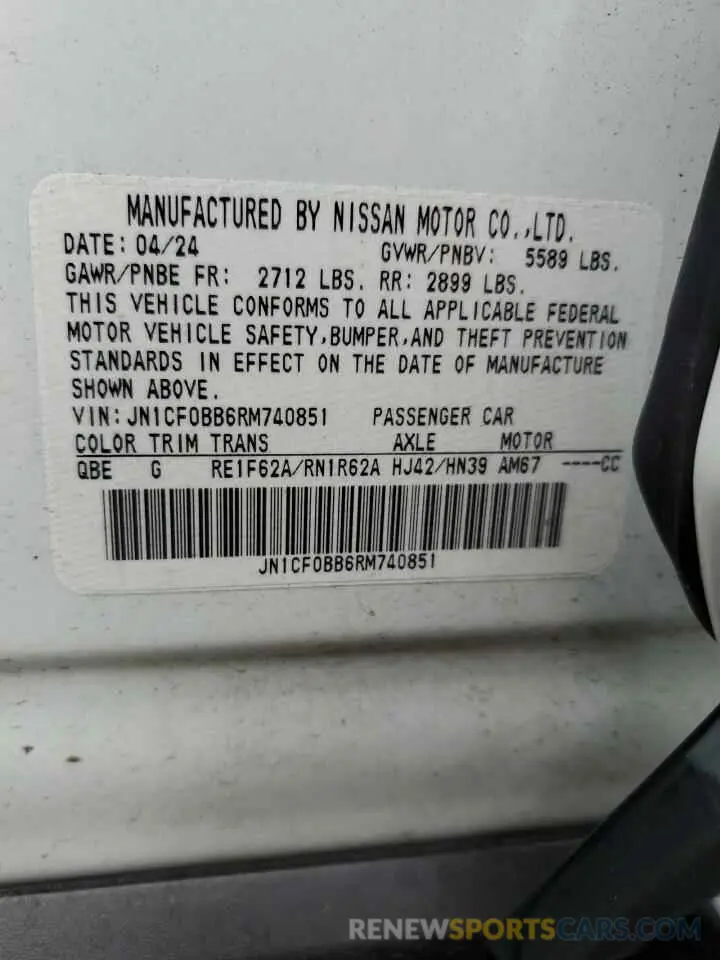 MANUFACTURED BY NISSAN MOTOR CO.,LTD.
DATE: 04/24 GVWR/PNBV: 5589 LBS.
GAWR/PNBE FR: 2712 LBS. RR: 2899 LBS.
THIS VEHICLE CONFORMS TO ALL APPLICABLE FEDERAL
MOTOR VEHICLE SAFETY,BUMPER,AND THEFT PREVENTION
STANDARDS IN EFFECT ON THE DATE OF MANUFACTURE
SHOWN ABOVE.
VIN:JN1CF0BB6RM740851 PASSENGER CAR
COLOR TRIM TRANS AXLE MOTOR
QBE G RE1F62A/RN1R62A HJ42/HN39 AM67 ----CC
JN1CF0BB6RM740851
RENEWSPORTSCARS.COM